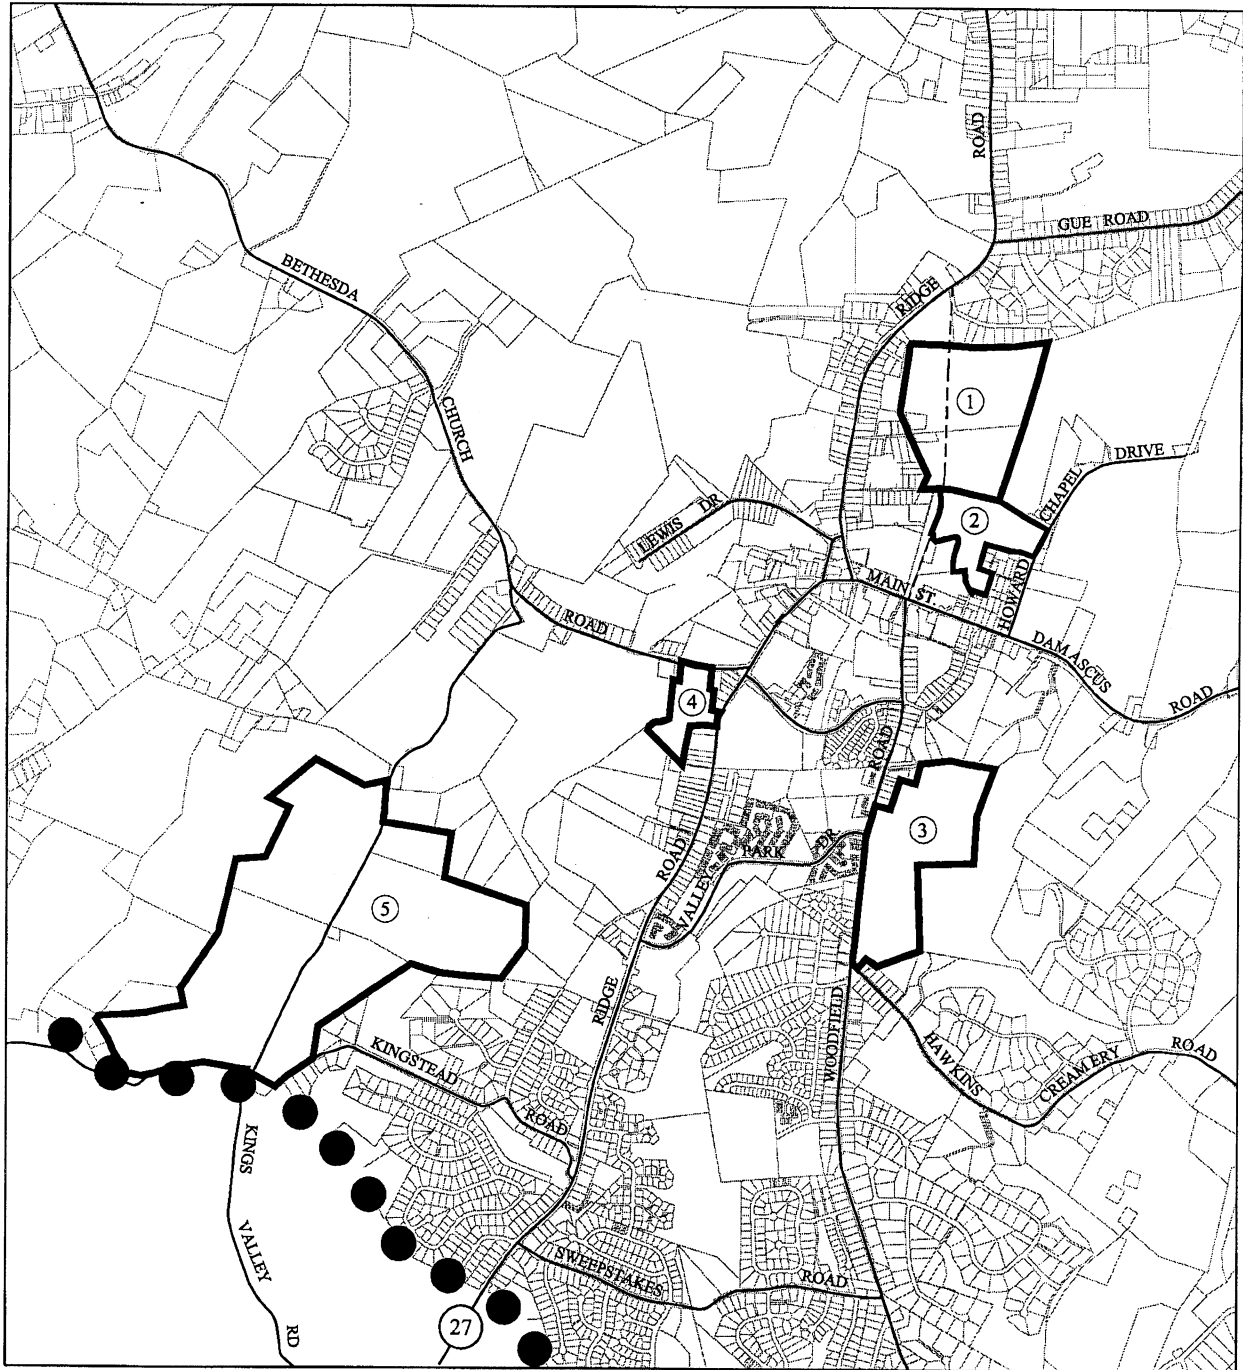 ROAD
GUE ROAD
BETHESDA
RIDGE
1
CHURCH
DRIVE
CHAPEL
LEWIS DR
2
MAIN ST.
HOWARD
ROAD
DAMASCUS
ROAD
4
ROAD
3
PARK DR
ROAD
VALLEY
5
RIDGE
WOODFIELD
KINGSTEAD
ROAD
HAWKINS
CREAMERY
ROAD
KINGS
VALLEY
RD
SWEEPSTAKES
ROAD
27